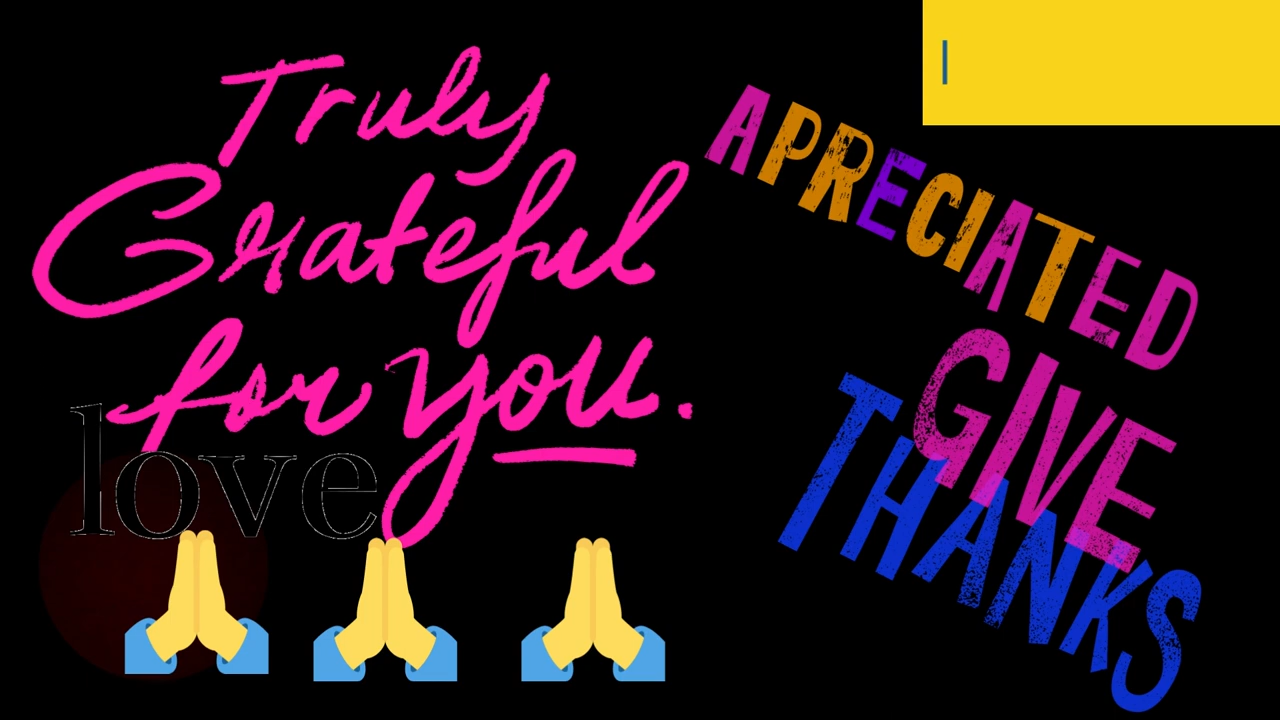 Truly
Grateful
for you.
love
APRECIATED
GIVE
THANKS